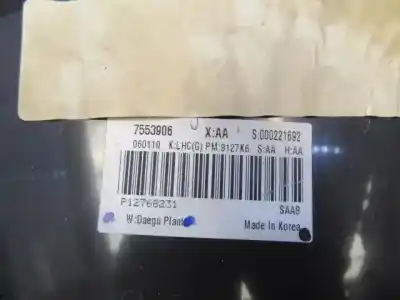 7553906 X:AA S:000221692
060110 K:LHC(G) PM:9127K6 S:AA H:AA
P12768231 SAAB
W:Daegu Plant Made In Korea